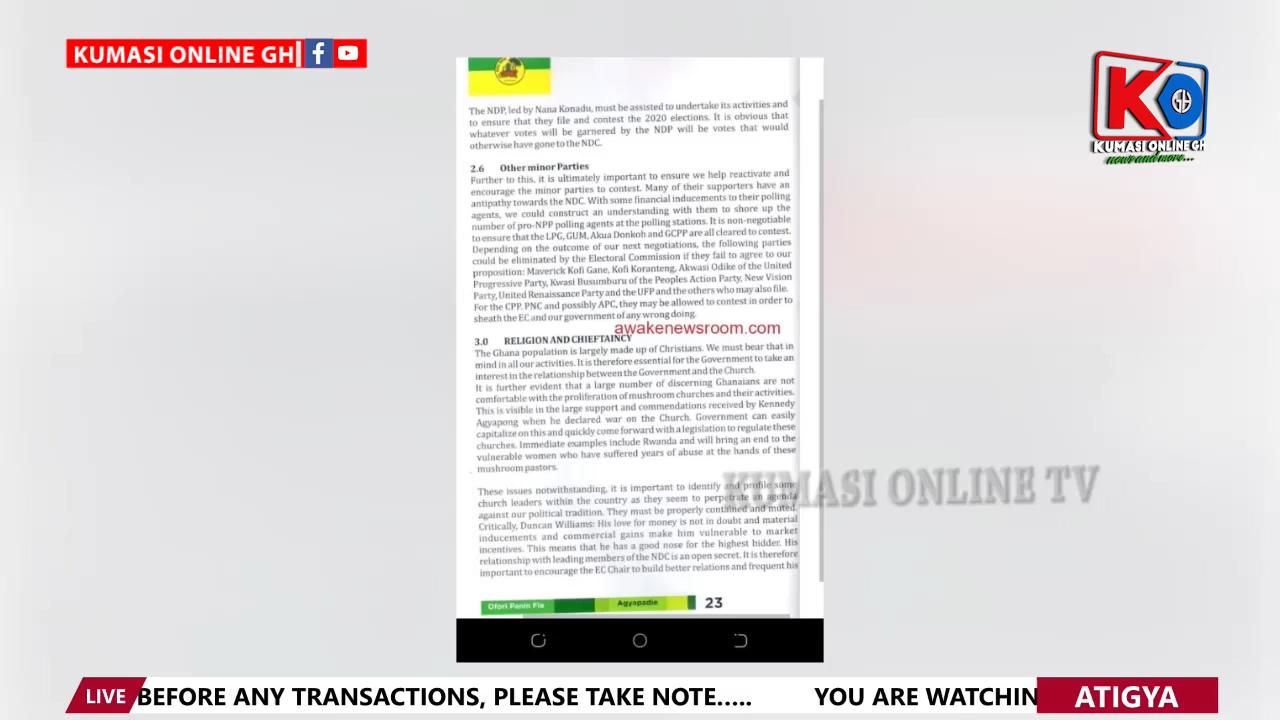 KUMASI ONLINE GH
KO
GH
KUMASI ONLINE GH
news and more...
The NDP, led by Nana Konadu, must be assisted to undertake its activities and
to ensure that they file and contest the 2020 elections. It is obvious that
whatever votes will be garnered by the NDP will be votes that would
otherwise have gone to the NDC.
2.6 Other minor Parties
Further to this, it is ultimately important to ensure we help reactivate and
encourage the minor parties to contest. Many of their supporters have an
antipathy towards the NDC. With some financial inducements to their polling
agents, we could construct an understanding with them to shore up the
number of pro-NPP polling agents at the polling stations. It is non-negotiable
to ensure that the LPG, GUM, Akua Donkoh and GCPP are all cleared to contest.
Depending on the outcome of our next negotiations, the following parties
could be eliminated by the Electoral Commission if they fail to agree to our
proposition: Maverick Kofi Gane, Kofi Koranteng, Akwasi Odike of the United
Progressive Party, Kwasi Busumburu of the Peoples Action Party, New Vision
Party, United Renaissance Party and the UFP and the others who may also file.
For the CPP, PNC and possibly APC, they may be allowed to contest in order to
sheath the EC and our government of any wrong doing.
awakenewsroom.com
3.0 RELIGION AND CHIEFTAINCY
The Ghana population is largely made up of Christians. We must bear that in
mind in all our activities. It is therefore essential for the Government to take an
interest in the relationship between the Government and the Church.
It is further evident that a large number of discerning Ghanaians are not
comfortable with the proliferation of mushroom churches and their activities.
This is visible in the large support and commendations received by Kennedy
Agyapong when he declared war on the Church. Government can easily
capitalize on this and quickly come forward with a legislation to regulate these
churches. Immediate examples include Rwanda and will bring an end to the
vulnerable women who have suffered years of abuse at the hands of these
mushroom pastors.
KUMASI ONLINE TV
These issues notwithstanding, it is important to identify and profile some
church leaders within the country as they seem to perpetrate an agenda
against our political tradition. They must be properly contained and muted.
Critically, Duncan Williams: His love for money is not in doubt and material
inducements and commercial gains make him vulnerable to market
incentives. This means that he has a good nose for the highest bidder. His
relationship with leading members of the NDC is an open secret. It is therefore
important to encourage the EC Chair to build better relations and frequent his
Ofori Panin Fie Agyapadie 23
LIVE BEFORE ANY TRANSACTIONS, PLEASE TAKE NOTE..... YOU ARE WATCHIN ATIGYA